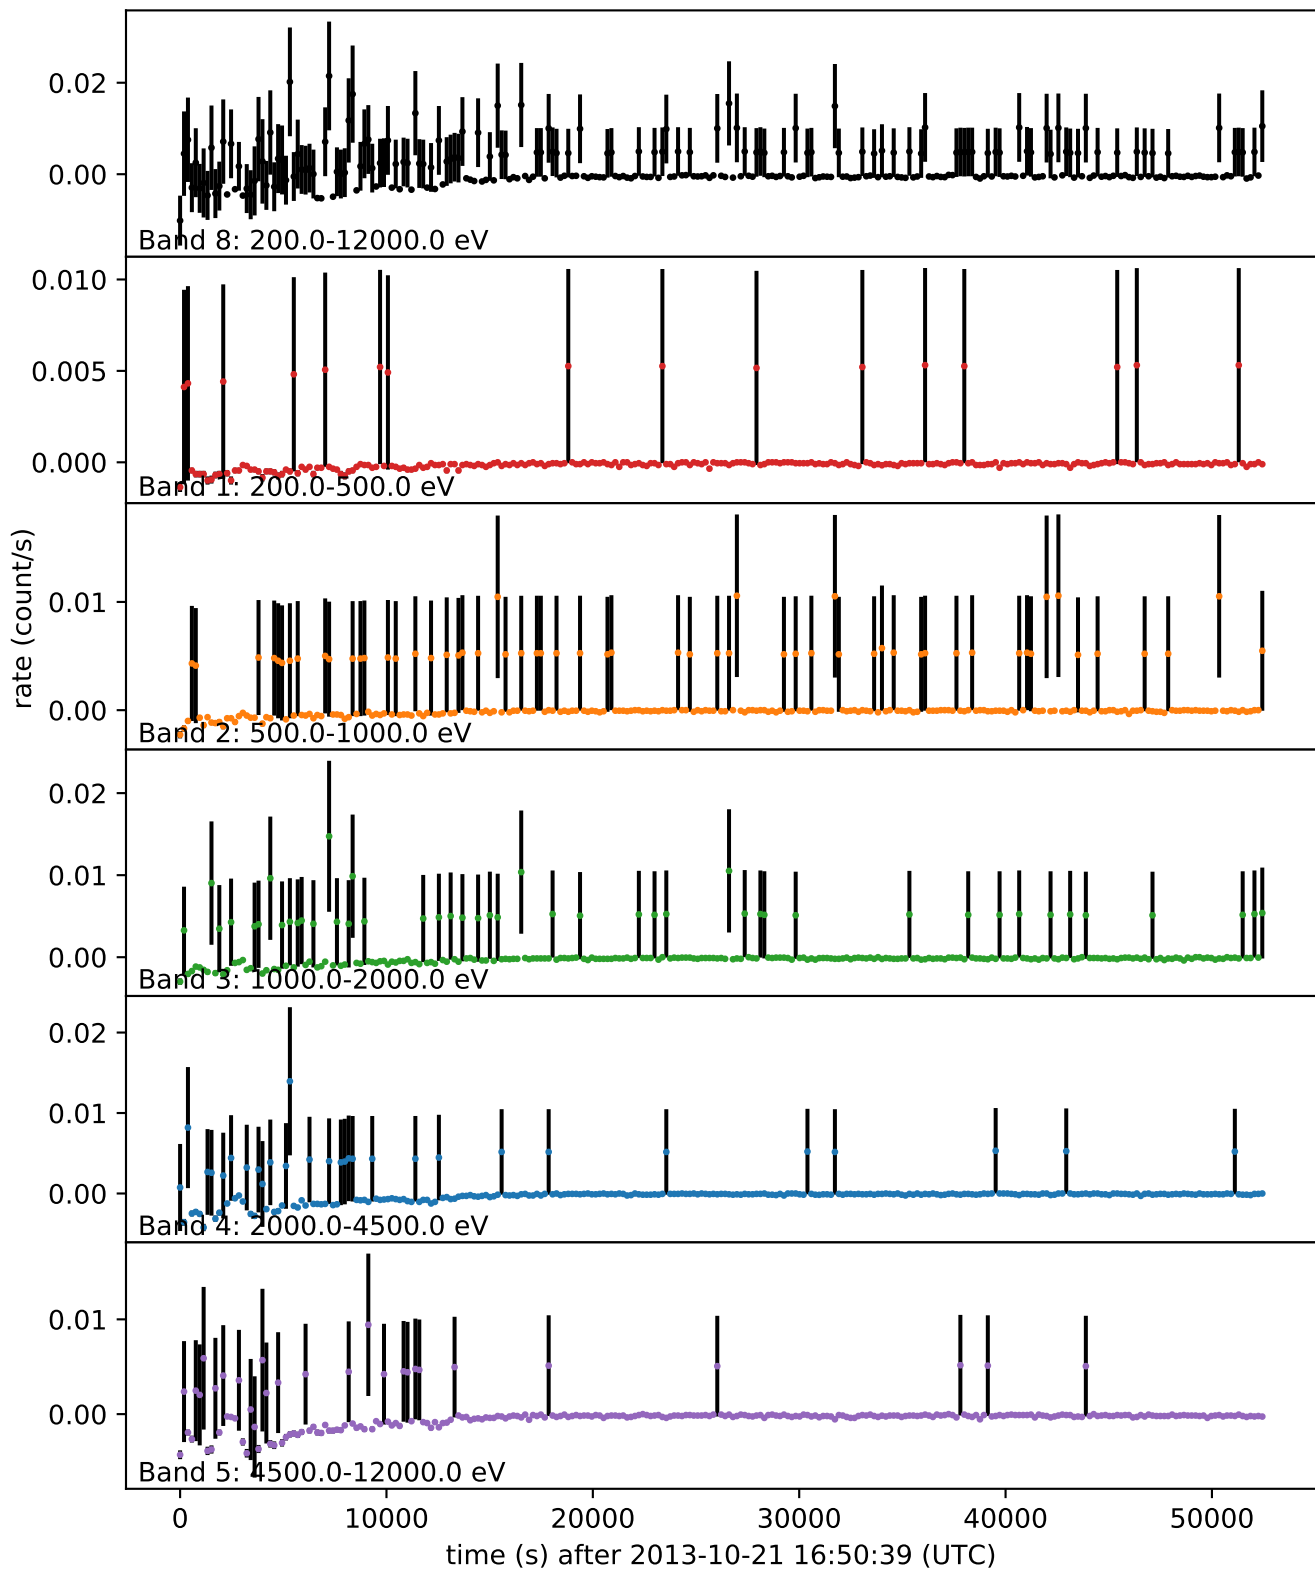 0.02
0.00
Band 8: 200.0-12000.0 eV
0.010
0.005
0.000
Band 1: 200.0-500.0 eV
0.01
0.00
Band 2: 500.0-1000.0 eV
rate (count/s)
0.02
0.01
0.00
Band 3: 1000.0-2000.0 eV
0.02
0.01
0.00
Band 4: 2000.0-4500.0 eV
0.01
0.00
Band 5: 4500.0-12000.0 eV
0 10000 20000 30000 40000 50000
time (s) after 2013-10-21 16:50:39 (UTC)